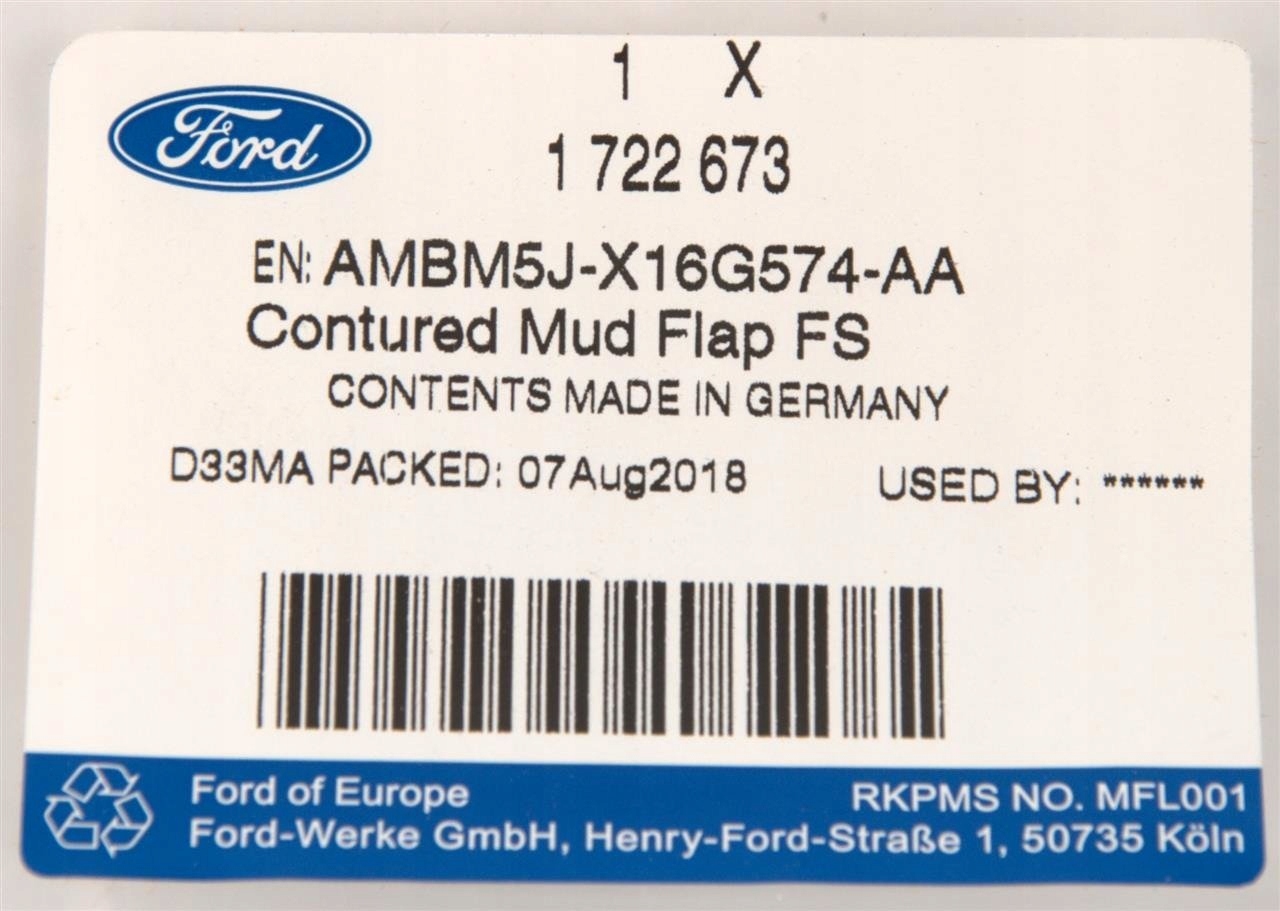 Ford
1 X
1 722 673
EN: AMBM5J-X16G574-AA
Contured Mud Flap FS
CONTENTS MADE IN GERMANY
D33MA PACKED: 07Aug2018 USED BY: ******
Ford of Europe RKPMS NO. MFL001
Ford-Werke GmbH, Henry-Ford-Straße 1, 50735 Köln